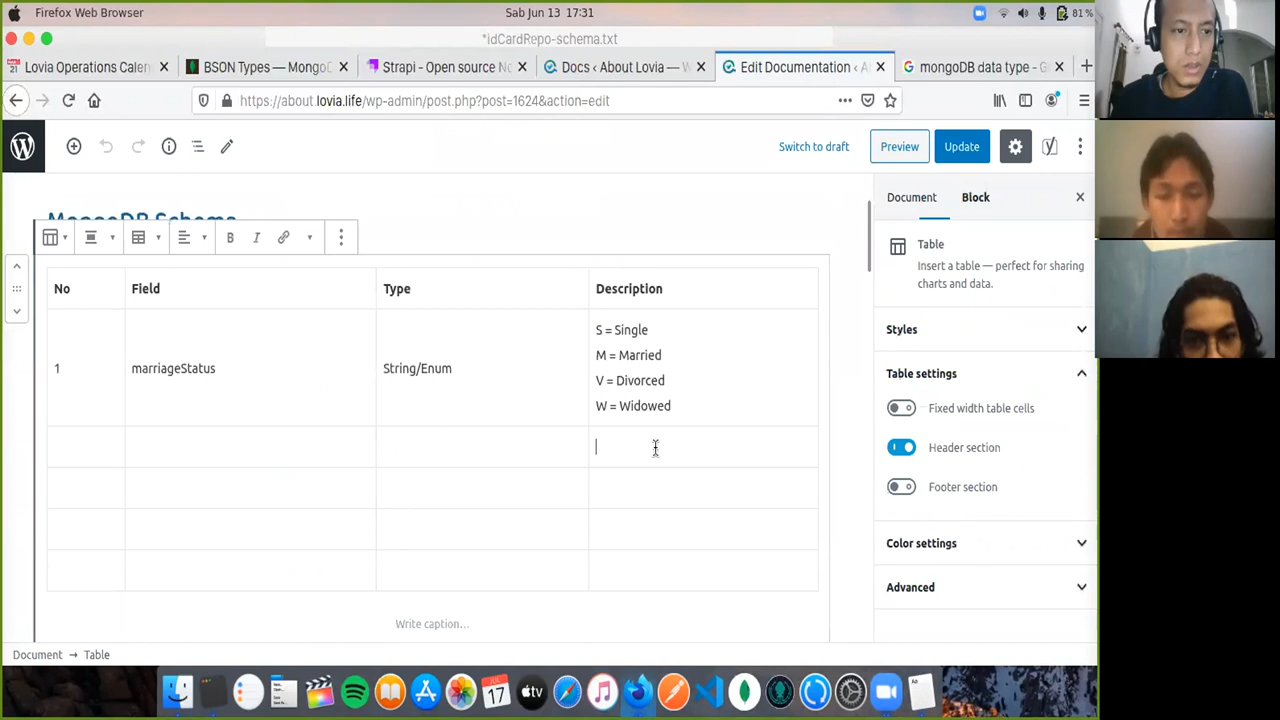 Firefox Web Browser
Sab Jun 13 17:31
81%
*idCardRepo-schema.txt
Lovia Operations Calen
BSON Types — MongoD
Strapi - Open source No
Docs ‹ About Lovia — W
Edit Documentation ‹ A
mongoDB data type - G
https://about.lovia.life/wp-admin/post.php?post=1624&action=edit
Switch to draft
Preview
Update
MongoDB Schema
Document
Block
Table
Insert a table — perfect for sharing
charts and data.
No
Field
Type
Description
1
marriageStatus
String/Enum
S = Single
M = Married
V = Divorced
W = Widowed
Styles
Table settings
Fixed width table cells
Header section
Footer section
Color settings
Advanced
Write caption...
Document → Table